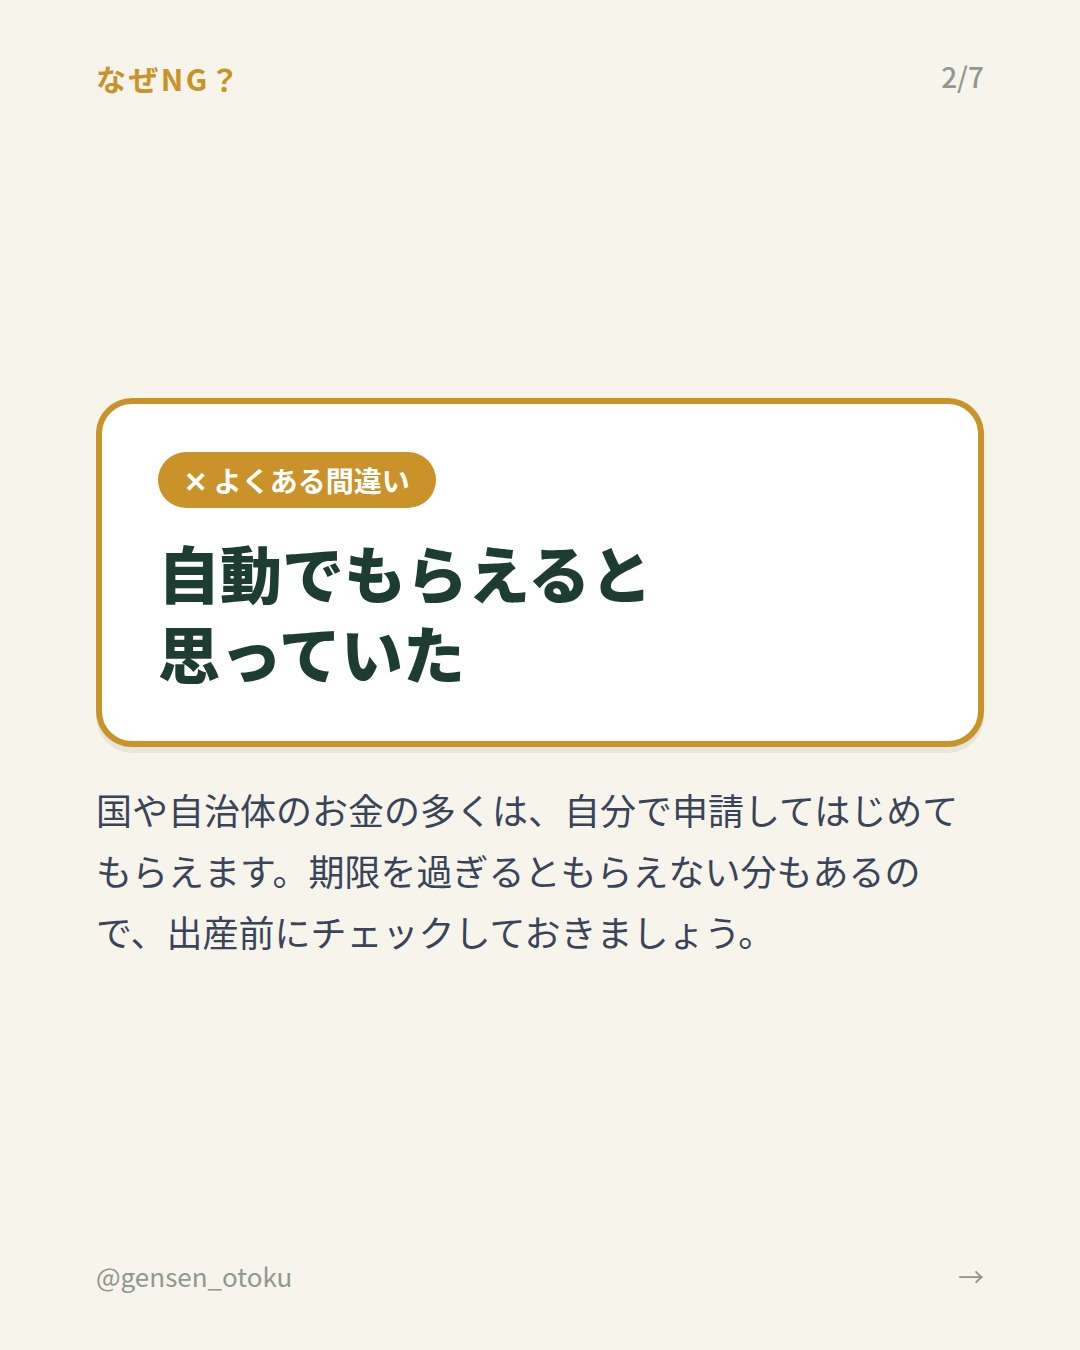 なぜNG？
2/7
× よくある間違い
自動でもらえると
思っていた
国や自治体のお金の多くは、自分で申請してはじめて
もらえます。期限を過ぎるともらえない分もあるの
で、出産前にチェックしておきましょう。
@gensen_otoku
→